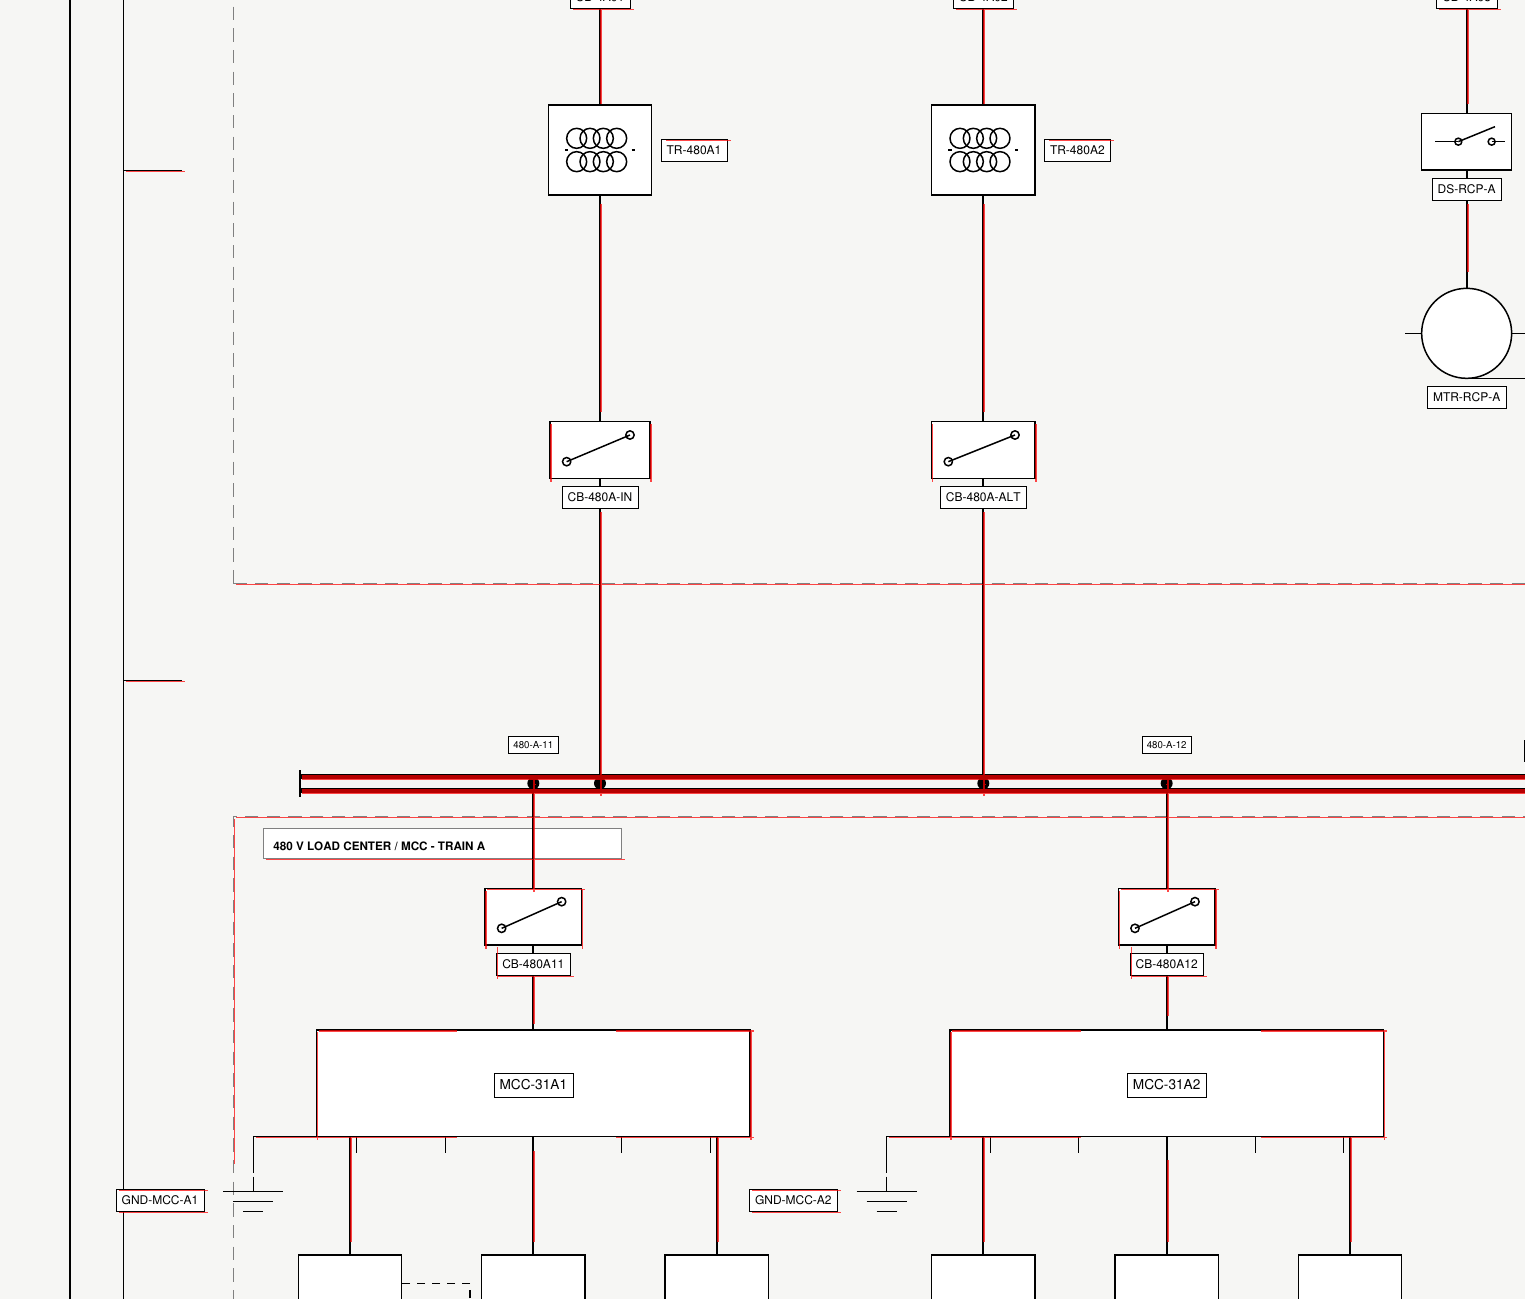 TR-480A1
TR-480A2
DS-RCP-A
MTR-RCP-A
CB-480A-IN
CB-480A-ALT
480-A-11
480-A-12
480 V LOAD CENTER / MCC - TRAIN A
CB-480A11
CB-480A12
MCC-31A1
MCC-31A2
GND-MCC-A1
GND-MCC-A2